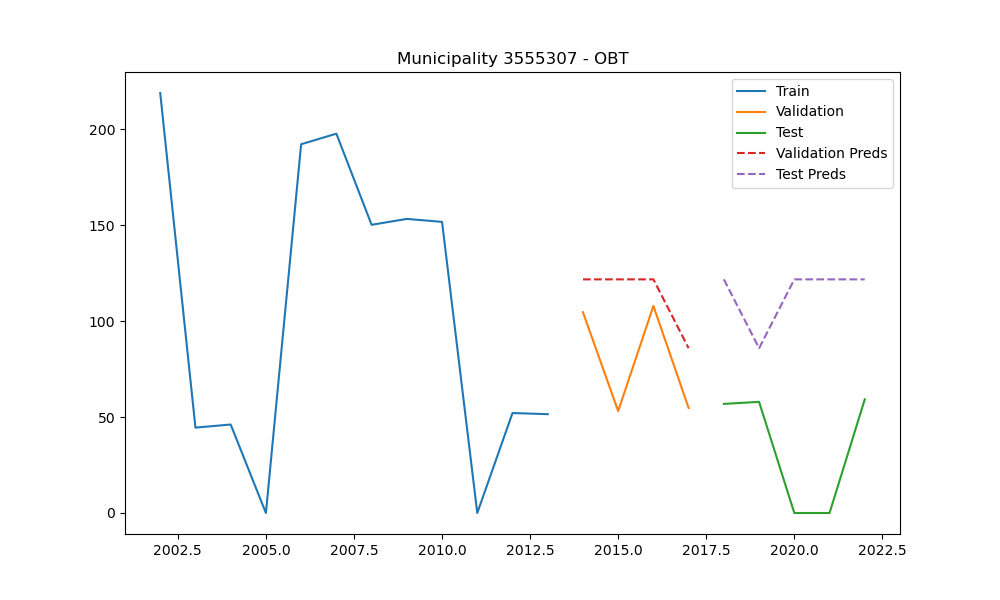 Municipality 3555307 - OBT
Train
Validation
Test
Validation Preds
Test Preds
200
150
100
50
0
2002.5 2005.0 2007.5 2010.0 2012.5 2015.0 2017.5 2020.0 2022.5